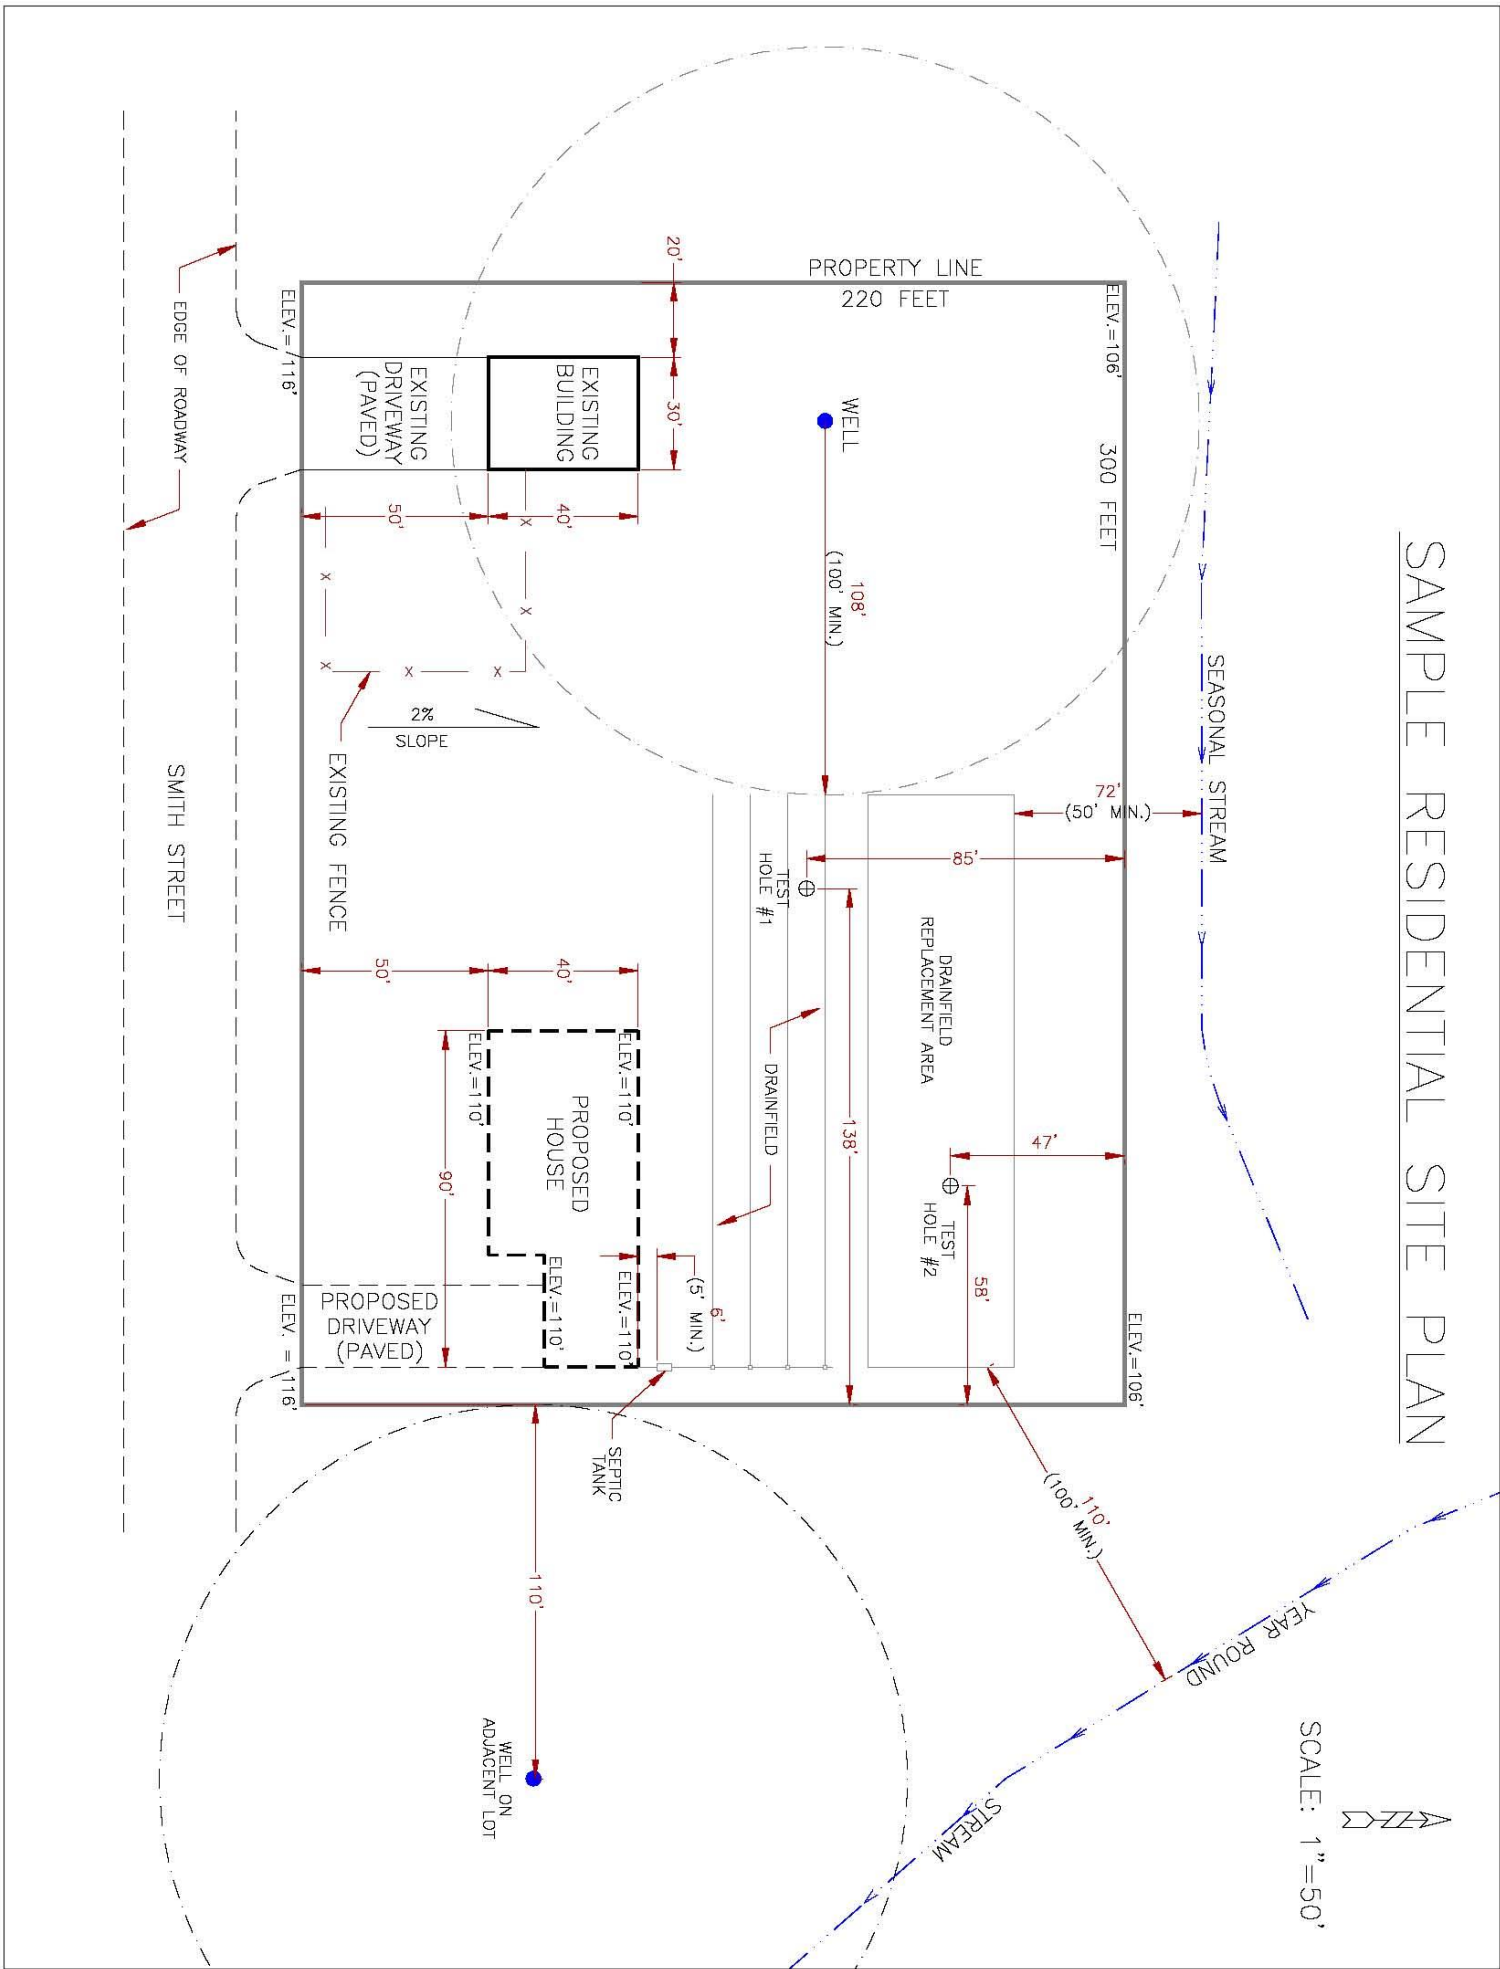 SAMPLE RESIDENTIAL SITE PLAN
SCALE: 1"=50'
N
SEASONAL STREAM
YEAR ROUND
STREAM
72'
(50' MIN.)
110'
(100' MIN.)
ELEV.=106'
300 FEET
ELEV.=106'
PROPERTY LINE
220 FEET
WELL
108'
(100' MIN.)
85'
47'
DRAINFIELD
REPLACEMENT AREA
TEST
HOLE #2
58'
138'
TEST
HOLE #1
DRAINFIELD
6'
(5' MIN.)
SEPTIC
TANK
20'
30'
EXISTING
BUILDING
40'
50'
EXISTING
DRIVEWAY
(PAVED)
X
X
X
X
X
X
X
2%
SLOPE
EXISTING FENCE
40'
50'
ELEV.=110'
ELEV.=110'
PROPOSED
HOUSE
ELEV.=110'
ELEV.=110'
90'
PROPOSED
DRIVEWAY
(PAVED)
110'
WELL ON
ADJACENT LOT
ELEV.= 116'
ELEV. = 116'
EDGE OF ROADWAY
SMITH STREET